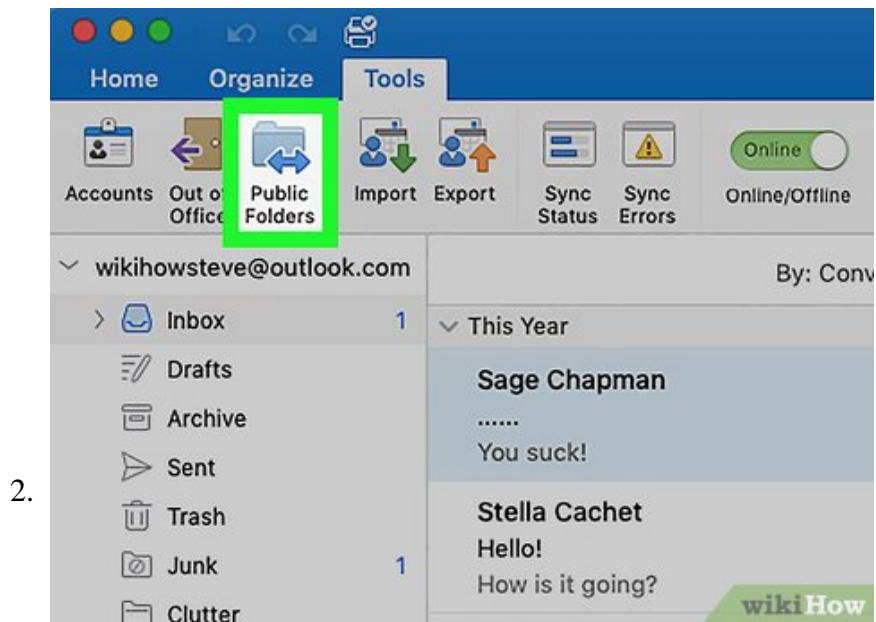 Home Organize Tools
Accounts Out of Office Public Folders Import Export Sync Status Sync Errors Online Online/Offline
wikihowsteve@outlook.com
By: Conv
Inbox 1
This Year
Drafts
Sage Chapman
Archive
......
You suck!
Sent
2.
Trash
Stella Cachet
Hello!
Junk 1
How is it going?
Clutter
wikiHow